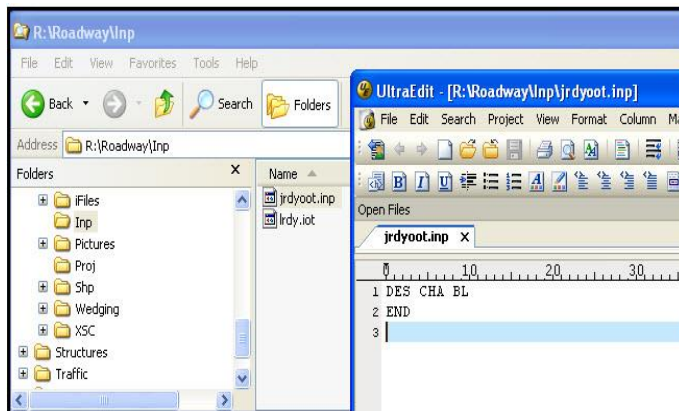 R:\Roadway\Inp
File Edit View Favorites Tools Help
Back Search Folders
Address R:\Roadway\Inp
Folders X
iFiles
Inp
Pictures
Proj
Shp
Wedging
XSC
Structures
Traffic
Name
jrdyoot.inp
lrdy.iot
UltraEdit - [R:\Roadway\Inp\jrdyoot.inp]
File Edit Search Project View Format Column Ma
B I U
Open Files
jrdyoot.inp X
0 10 20 30
1 DES CHA BL
2 END
3